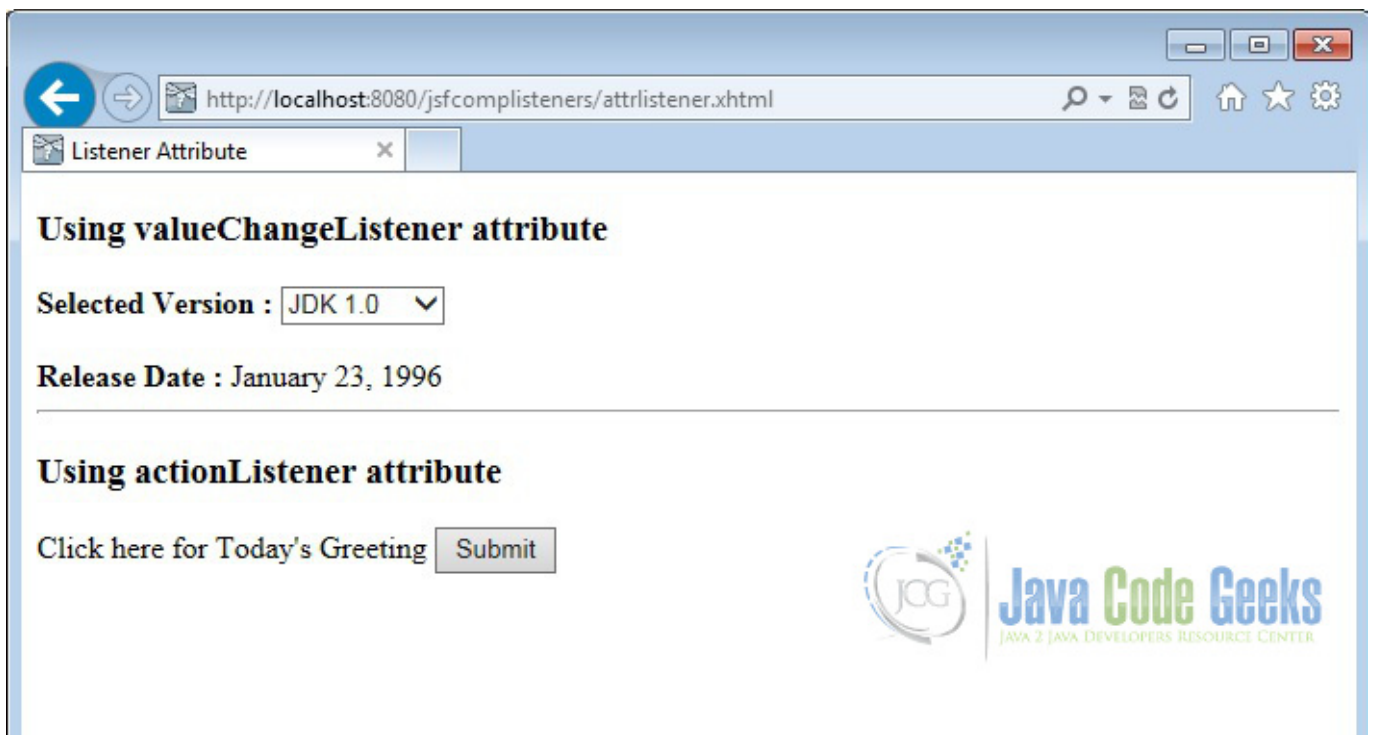 http://localhost:8080/jsfcomplisteners/attrlistener.xhtml
Listener Attribute
Using valueChangeListener attribute
Selected Version : JDK 1.0
Release Date : January 23, 1996
Using actionListener attribute
Click here for Today's Greeting Submit
JCG
Java Code Geeks
JAVA 2 JAVA DEVELOPERS RESOURCE CENTER